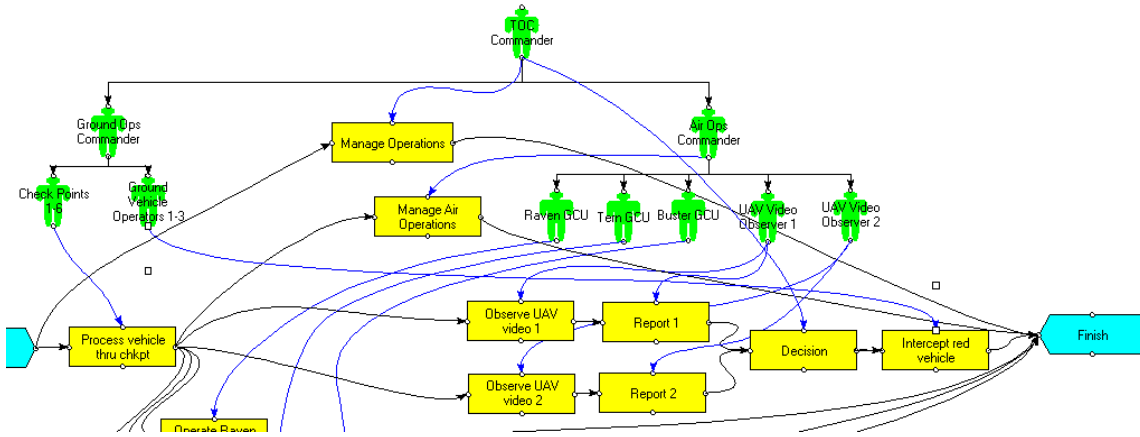 TOC
Commander
Ground Ops
Commander
Manage Operations
Air Ops
Commander
Check Points
1-6
Ground
Vehicle
Operators 1-3
Manage Air
Operations
Raven GCU
Tern GCU
Buster GCU
UAV Video
Observer 1
UAV Video
Observer 2
Process vehicle
thru chkpt
Observe UAV
video 1
Report 1
Decision
Intercept red
vehicle
Finish
Observe UAV
video 2
Report 2
Operate Raven